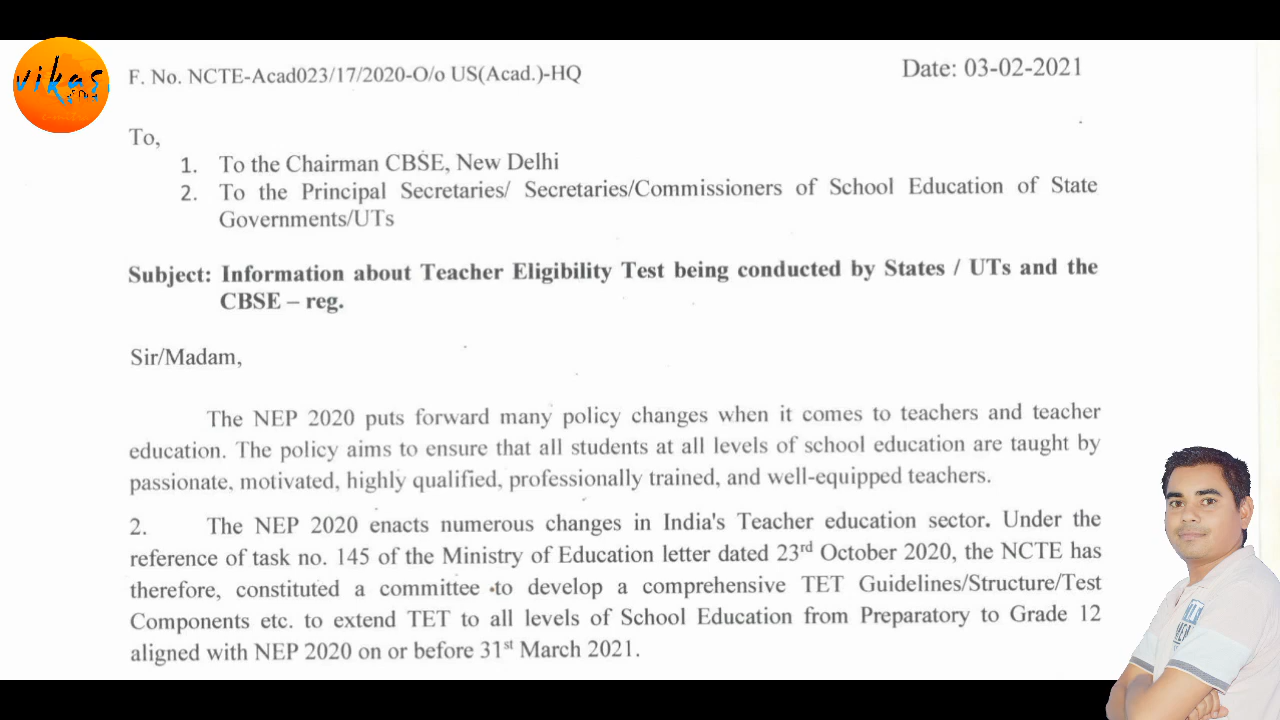 vikas
F. No. NCTE-Acad023/17/2020-O/o US(Acad.)-HQ
Date: 03-02-2021
To,
1. To the Chairman CBSE, New Delhi
2. To the Principal Secretaries/ Secretaries/Commissioners of School Education of State
Governments/UTs
Subject: Information about Teacher Eligibility Test being conducted by States / UTs and the
CBSE – reg.
Sir/Madam,
The NEP 2020 puts forward many policy changes when it comes to teachers and teacher
education. The policy aims to ensure that all students at all levels of school education are taught by
passionate, motivated, highly qualified, professionally trained, and well-equipped teachers.
2. The NEP 2020 enacts numerous changes in India's Teacher education sector. Under the
reference of task no. 145 of the Ministry of Education letter dated 23rd October 2020, the NCTE has
therefore, constituted a committee to develop a comprehensive TET Guidelines/Structure/Test
Components etc. to extend TET to all levels of School Education from Preparatory to Grade 12
aligned with NEP 2020 on or before 31st March 2021.